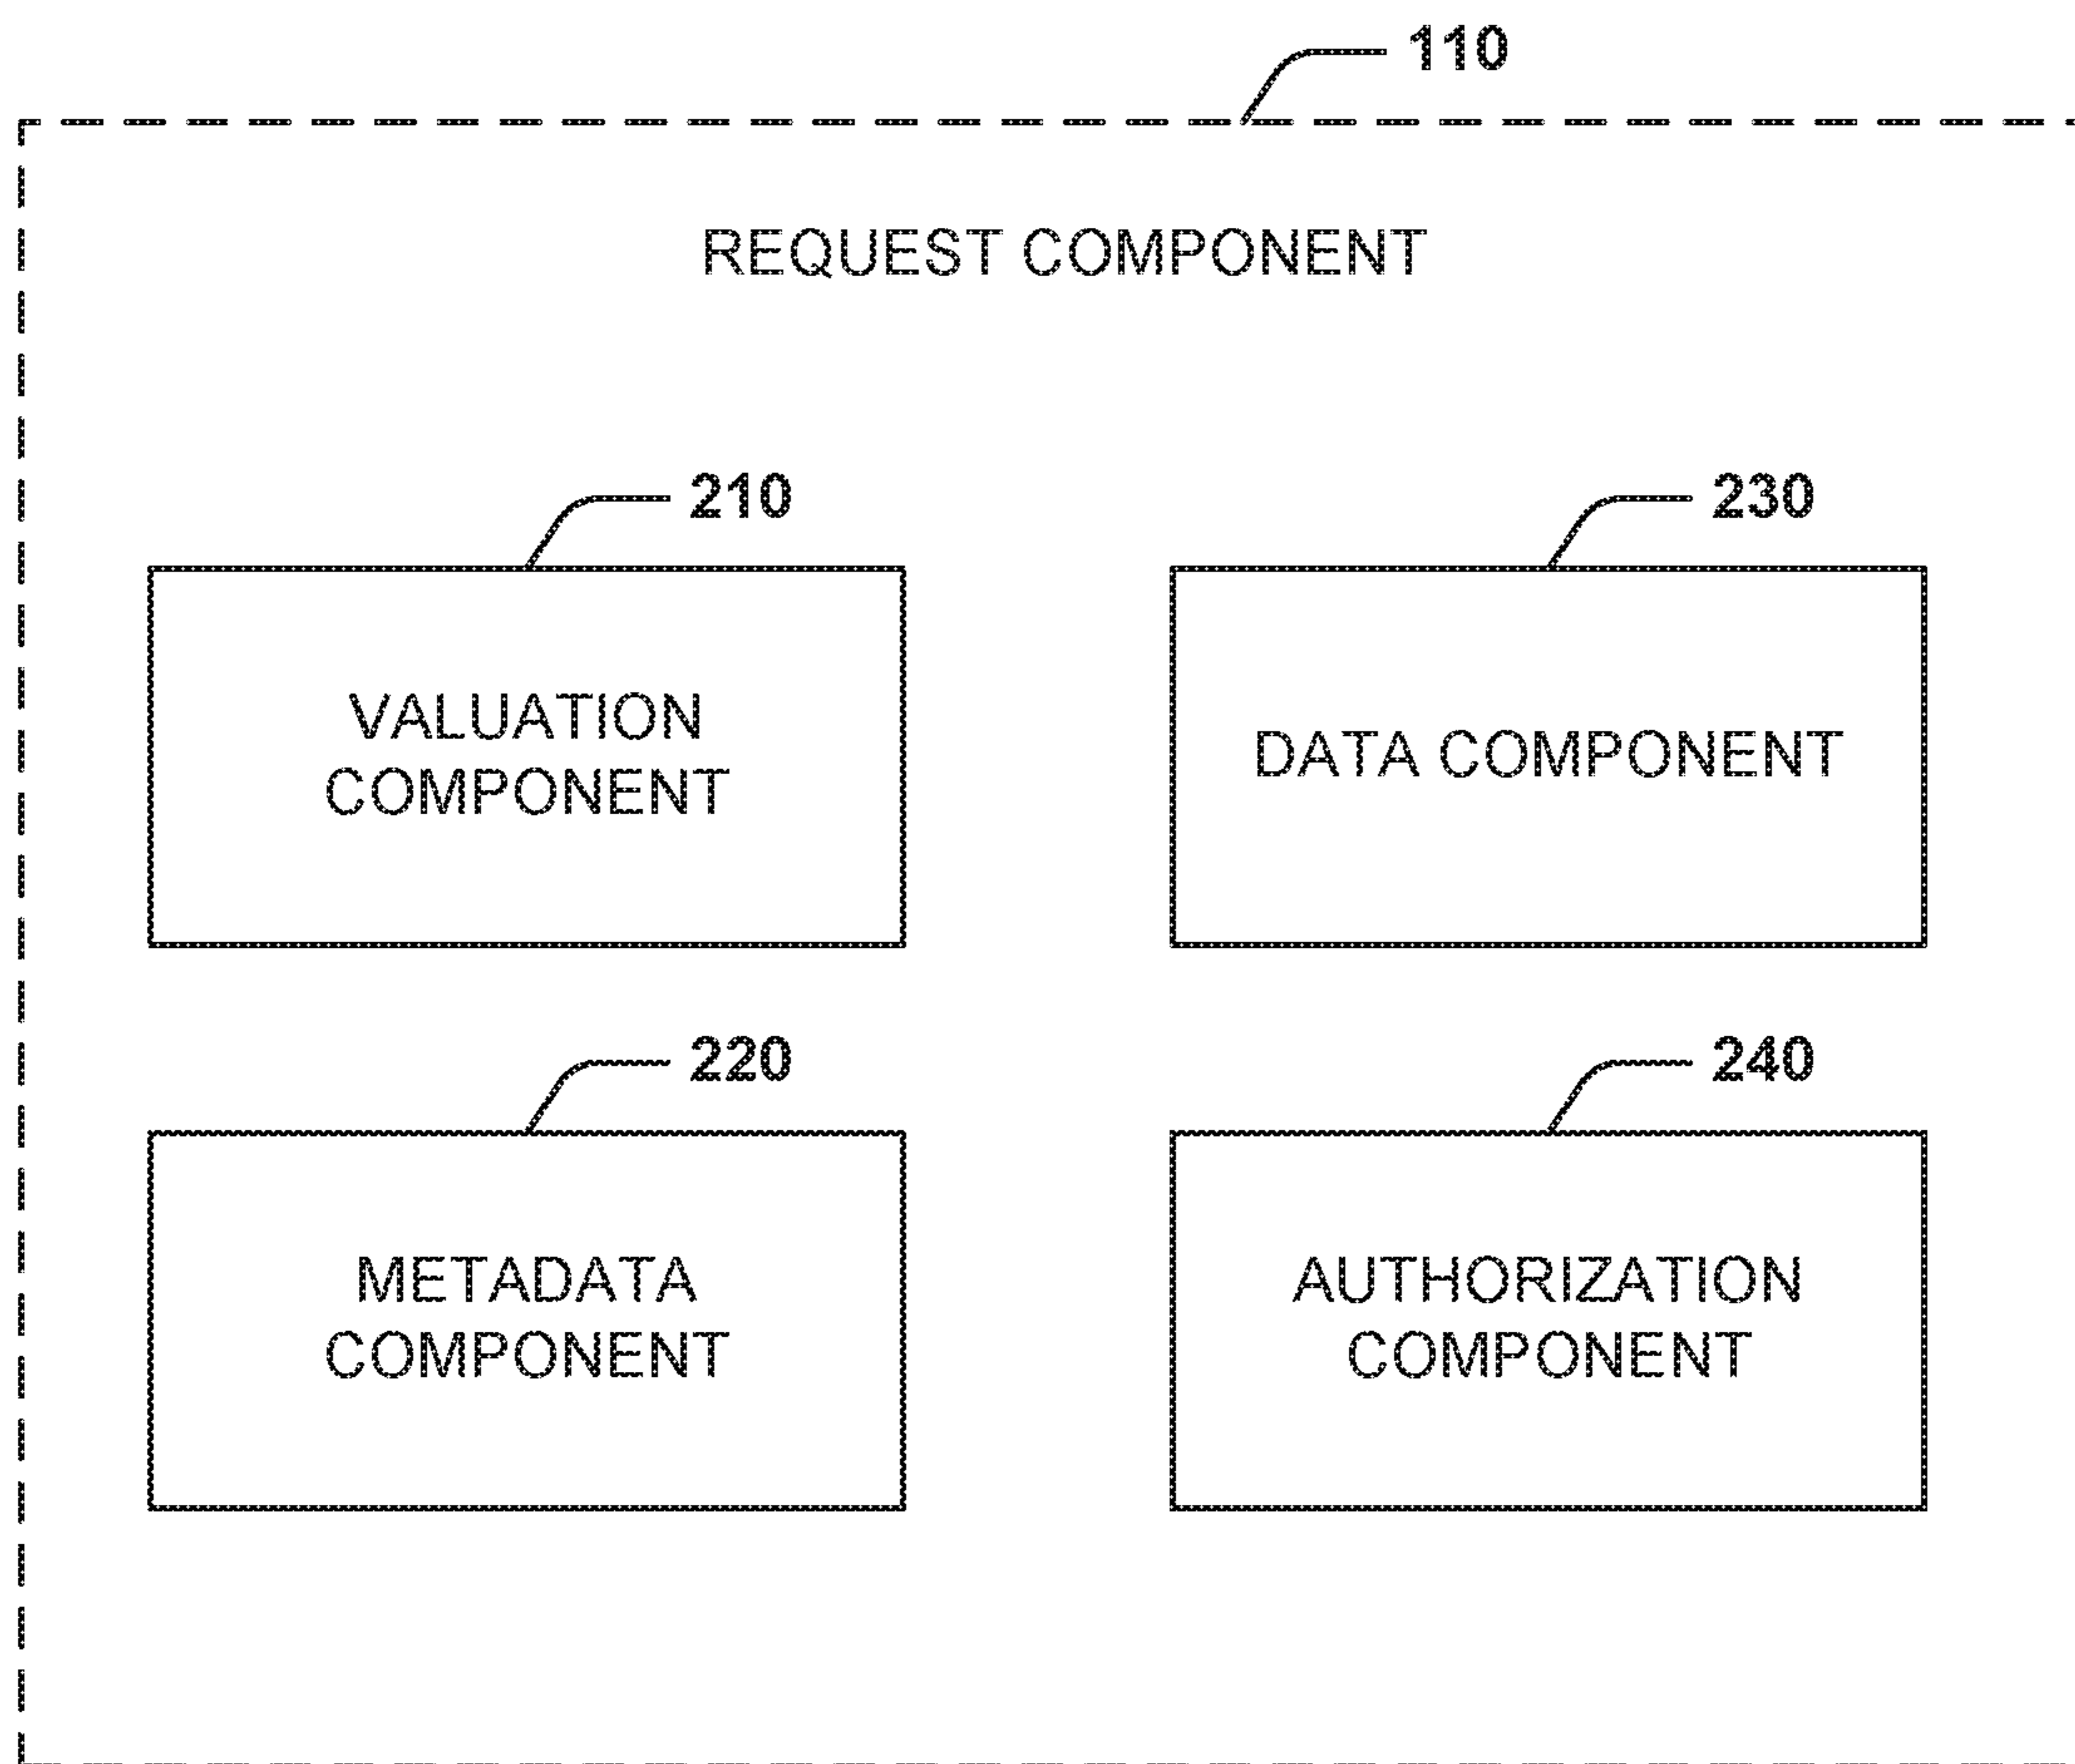 110
REQUEST COMPONENT
210
230
VALUATION
COMPONENT
DATA COMPONENT
220
240
METADATA
COMPONENT
AUTHORIZATION
COMPONENT